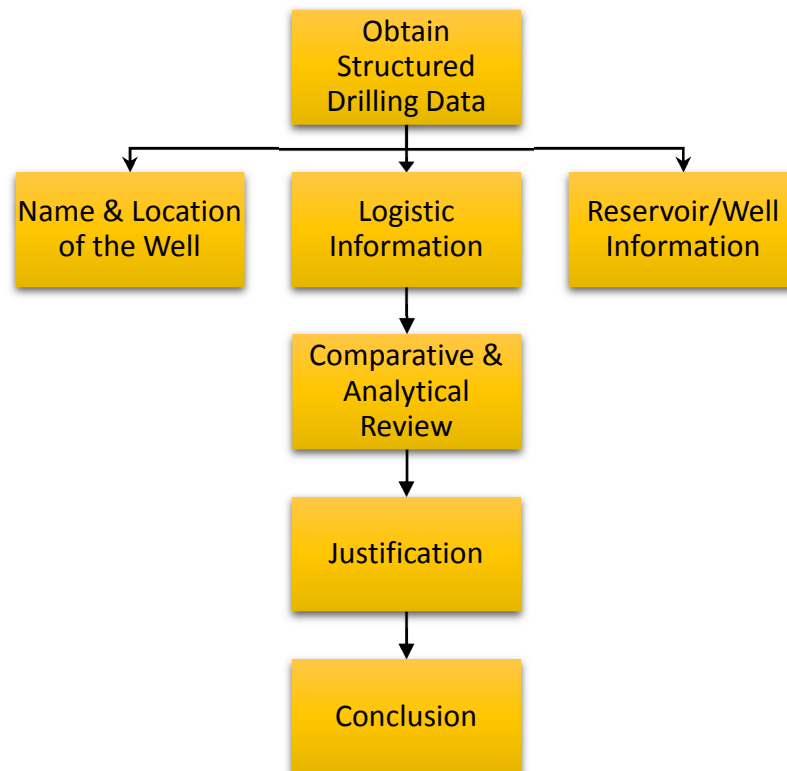 Obtain
Structured
Drilling Data
Name & Location
of the Well
Logistic
Information
Reservoir/Well
Information
Comparative &
Analytical
Review
Justification
Conclusion